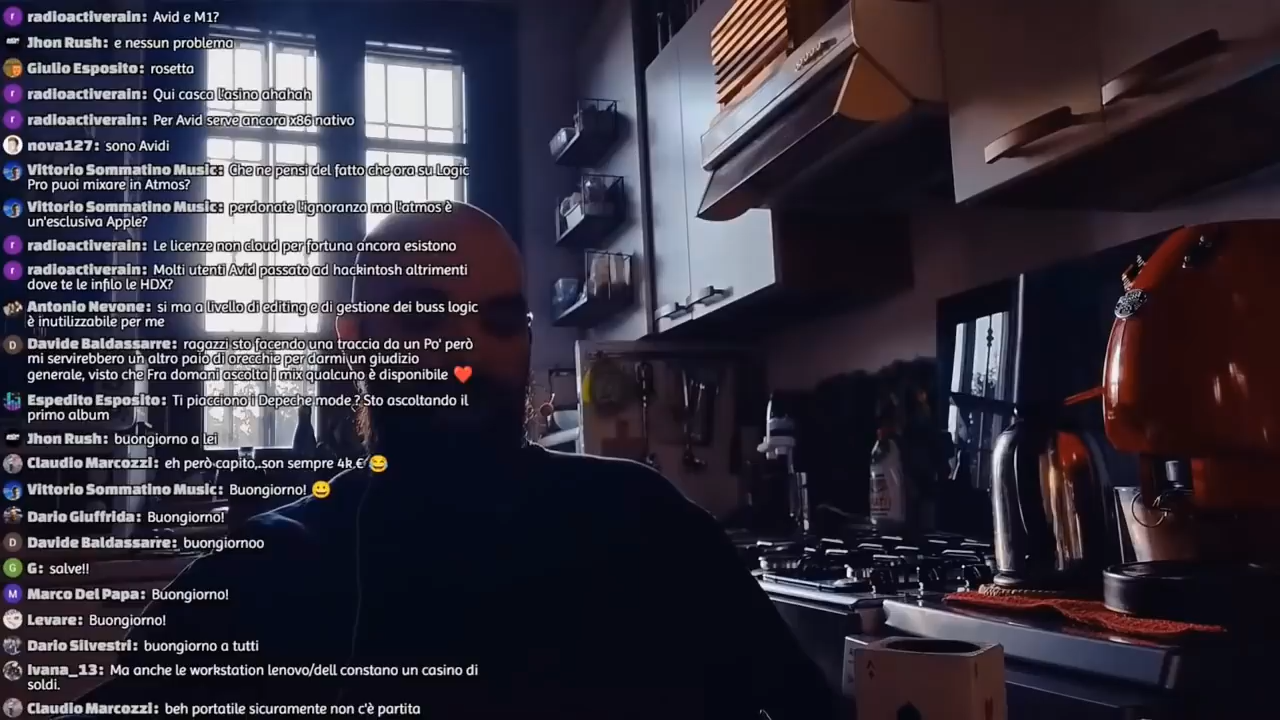 radioactiverain: Avid e M1?
Jhon Rush: e nessun problema
Giulio Esposito: rosetta
radioactiverain: Qui casca l'asino ahahah
radioactiverain: Per Avid serve ancora x86 nativo
nova127: sono Avidi
Vittorio Sommatino Music: Che ne pensi del fatto che ora su Logic
Pro puoi mixare in Atmos?
Vittorio Sommatino Music: perdonate l'ignoranza ma l'atmos è
un'esclusiva Apple?
radioactiverain: Le licenze non cloud per fortuna ancora esistono
radioactiverain: Molti utenti Avid passato ad hackintosh altrimenti
dove te le infilo le HDX?
Antonio Nevone: si ma a livello di editing e di gestione dei buss logic
è inutilizzabile per me
Davide Baldassarre: ragazzi sto facendo una traccia da un Po' però
mi servirebbero un altro paio di orecchie per darmi un giudizio
generale, visto che Fra domani ascolta i mix qualcuno è disponibile ❤️
Espedito Esposito: Ti piacciono i Depeche mode ? Sto ascoltando il
primo album
Jhon Rush: buongiorno a lei
Claudio Marcozzi: eh però capito,..son sempre 4k € 😂
Vittorio Sommatino Music: Buongiorno! 😀
Dario Giuffrida: Buongiorno!
Davide Baldassarre: buongiornoo
G: salve!!
Marco Del Papa: Buongiorno!
Levare: Buongiorno!
Dario Silvestri: buongiorno a tutti
Ivana_13: Ma anche le workstation lenovo/dell constano un casino di
soldi.
Claudio Marcozzi: beh portatile sicuramente non c'è partita